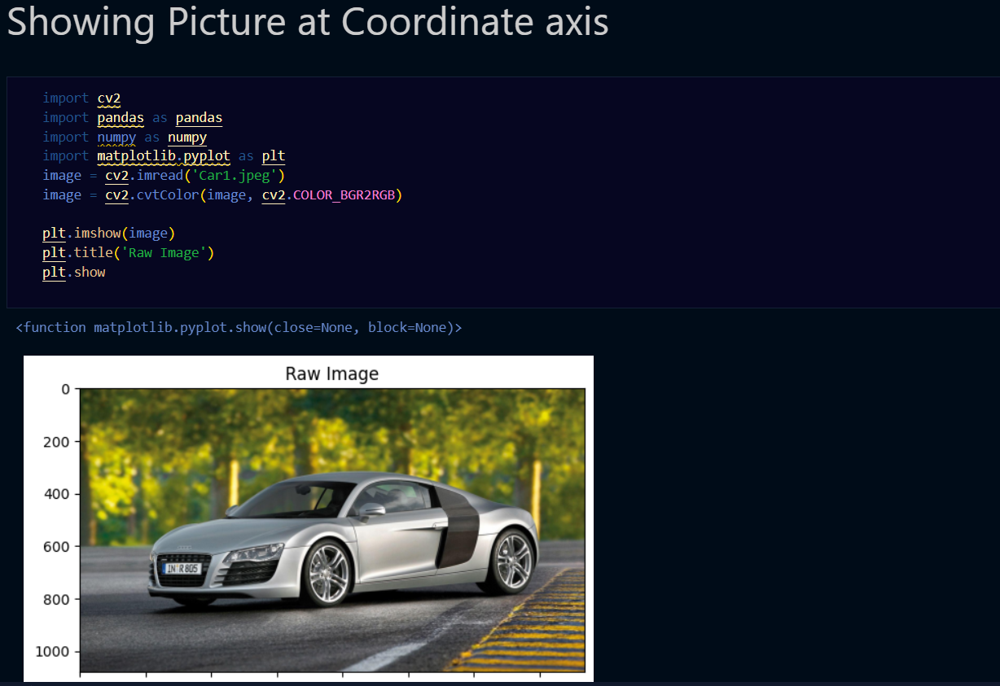 Showing Picture at Coordinate axis
import cv2
import pandas as pandas
import numpy as numpy
import matplotlib.pyplot as plt
image = cv2.imread('Car1.jpeg')
image = cv2.cvtColor(image, cv2.COLOR_BGR2RGB)
plt.imshow(image)
plt.title('Raw Image')
plt.show
<function matplotlib.pyplot.show(close=None, block=None)>
Raw Image
0
200
400
600
IN R 805
800
1000